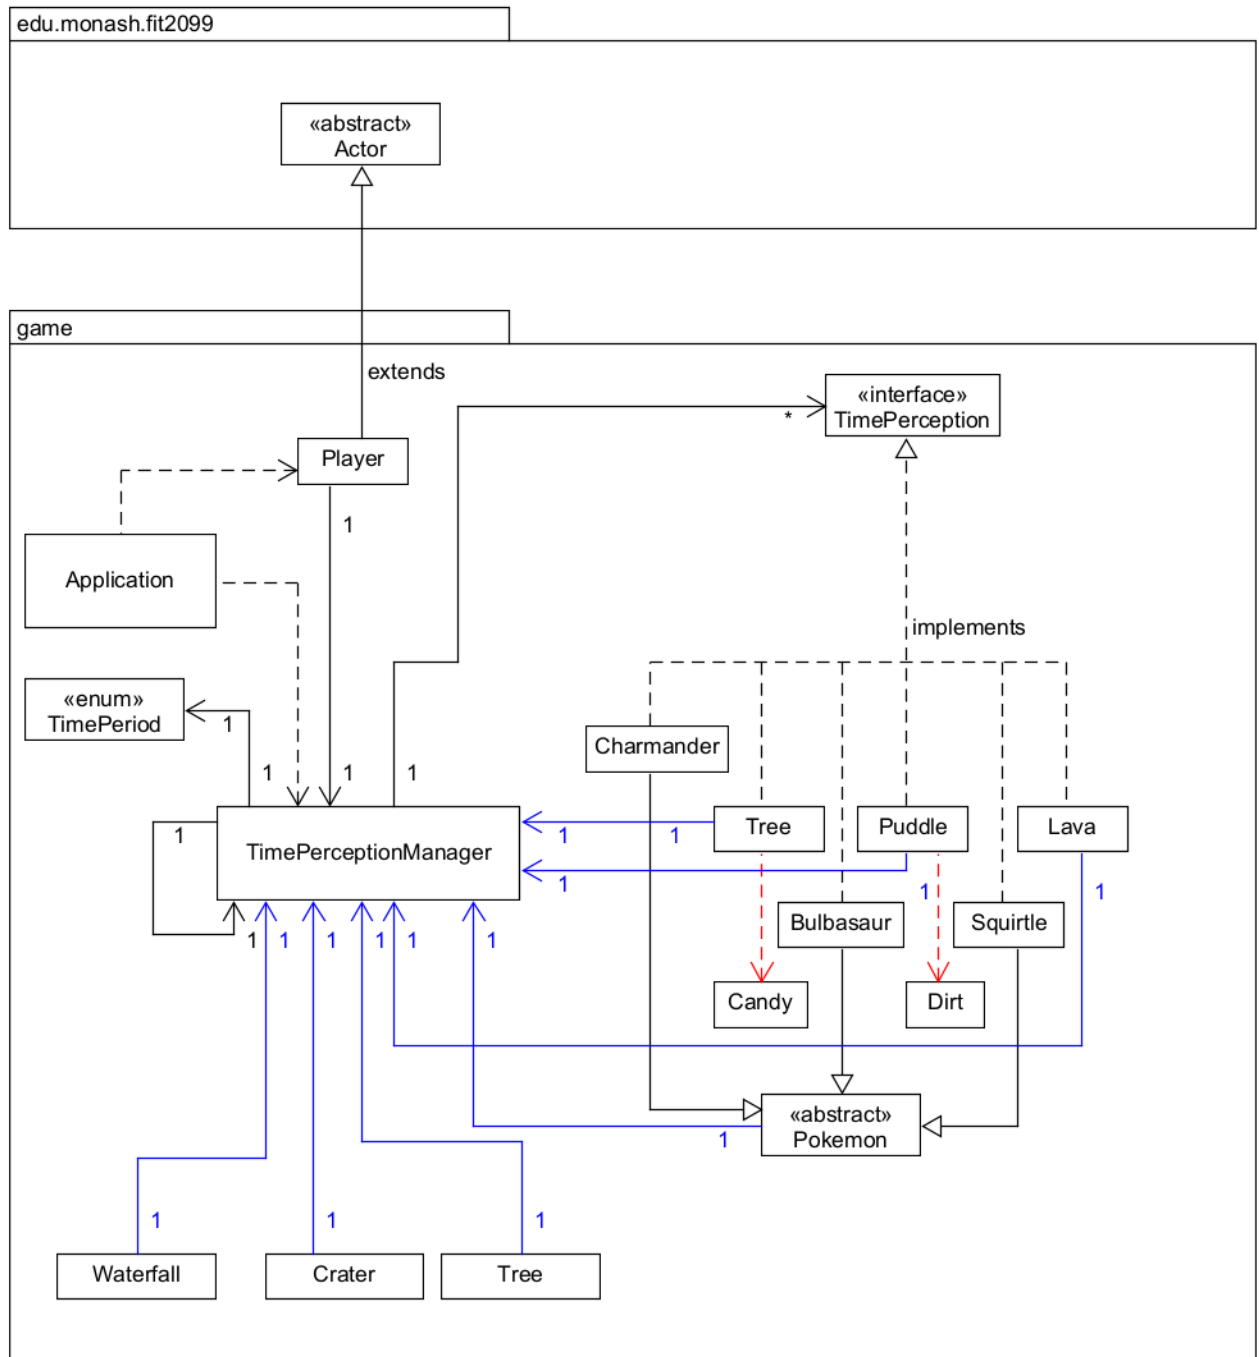 edu.monash.fit2099
«abstract»
Actor
game
extends
«interface»
TimePerception
*
Player
1
Application
implements
«enum»
TimePeriod
1
Charmander
1
1
1
Tree
Puddle
Lava
1
1
1
TimePerceptionManager
1
1
1
Bulbasaur
Squirtle
1
1
1
1
1
1
Candy
Dirt
«abstract»
Pokemon
1
1
1
1
Waterfall
Crater
Tree